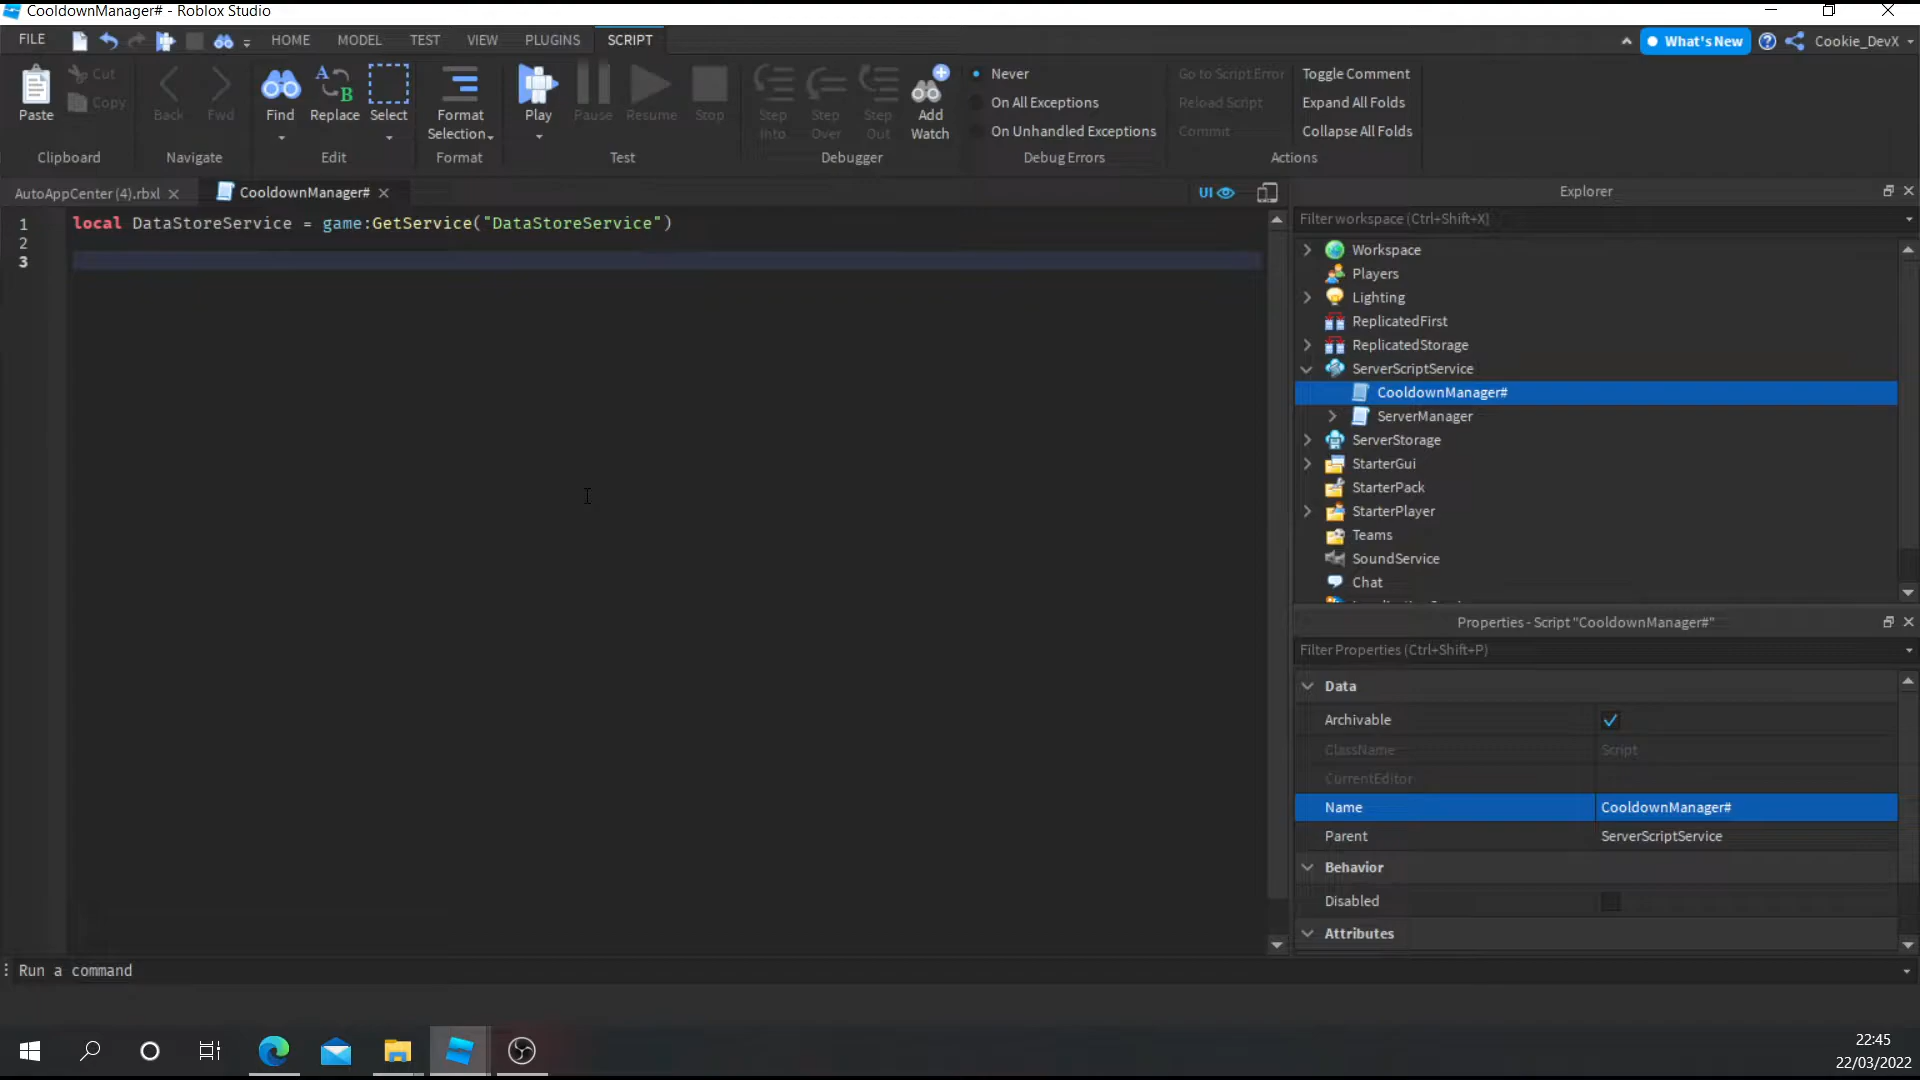 CooldownManager# - Roblox Studio
FILE HOME MODEL TEST VIEW PLUGINS SCRIPT What's New Cookie_DevX
Paste Cut Copy
Clipboard
Back Fwd
Navigate
Find Replace Select
Edit
Format Selection
Format
Play Pause Resume Stop
Test
Step Into Step Over Step Out Add Watch
Debugger
Never
On All Exceptions
On Unhandled Exceptions
Debug Errors
Go to Script Error
Reload Script
Commit
Toggle Comment
Expand All Folds
Collapse All Folds
Actions
AutoAppCenter (4).rbxl CooldownManager# UI
1 local DataStoreService = game:GetService("DataStoreService")
2
3
Explorer
Filter workspace (Ctrl+Shift+X)
Workspace
Players
Lighting
ReplicatedFirst
ReplicatedStorage
ServerScriptService
CooldownManager#
ServerManager
ServerStorage
StarterGui
StarterPack
StarterPlayer
Teams
SoundService
Chat
Properties - Script "CooldownManager#"
Filter Properties (Ctrl+Shift+P)
Data
Archivable
ClassName Script
CurrentEditor
Name CooldownManager#
Parent ServerScriptService
Behavior
Disabled
Attributes
Run a command
22:45
22/03/2022